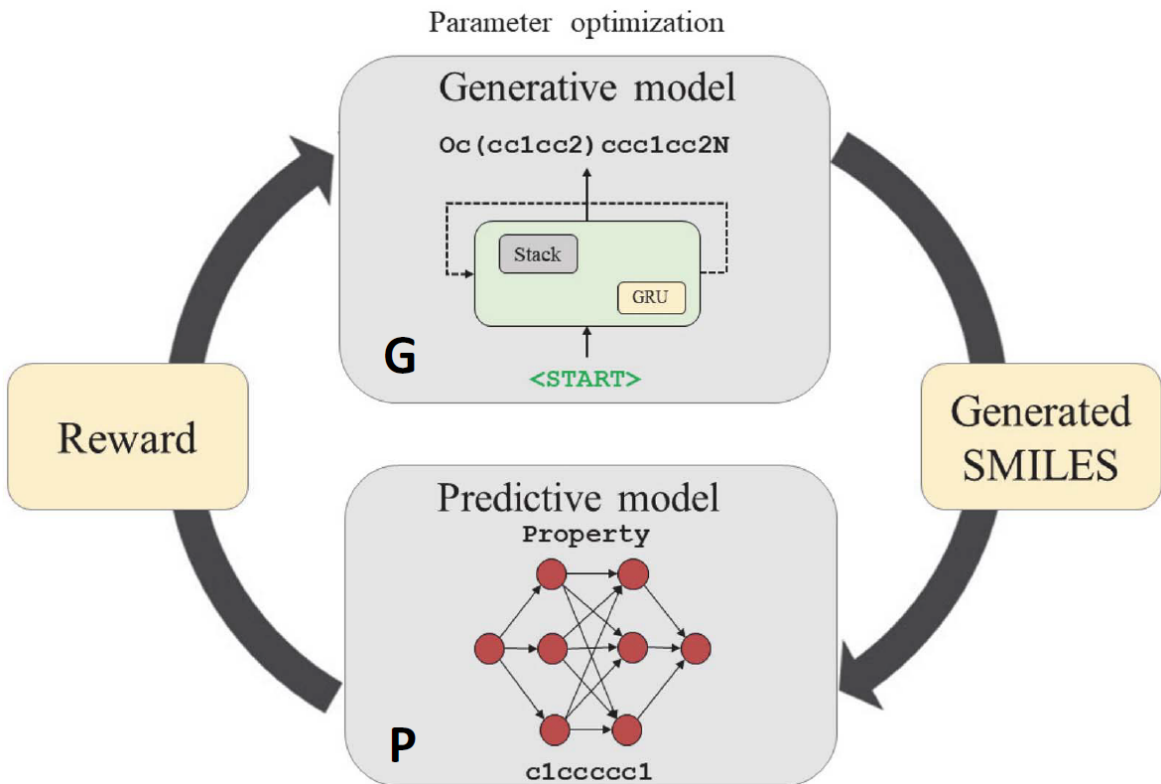 Parameter optimization
Generative model
Oc(cc1cc2)ccc1cc2N
Stack
GRU
G
<START>
Reward
Generated
SMILES
Predictive model
Property
P
c1ccccc1